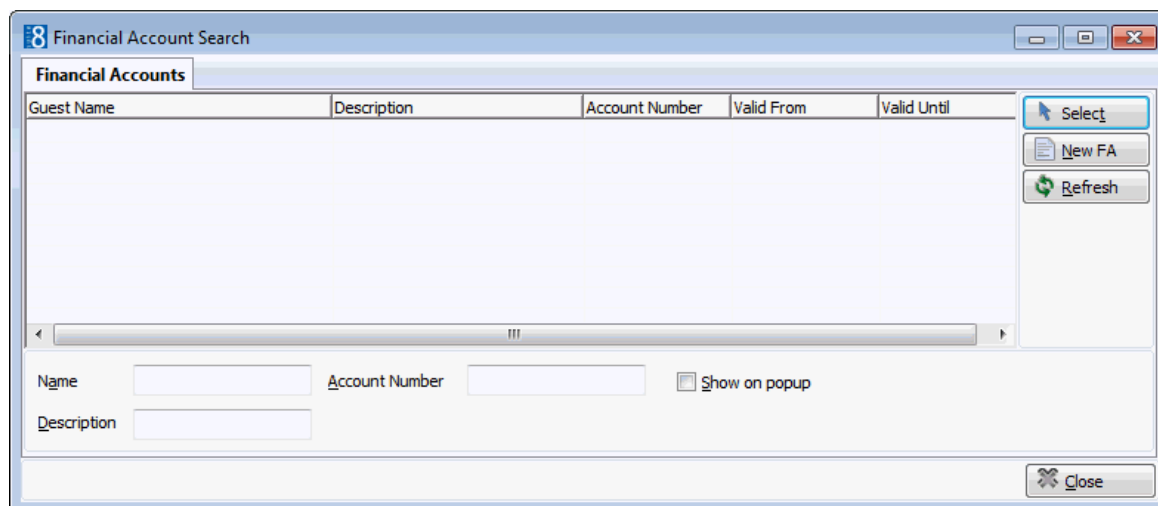 8 Financial Account Search
Financial Accounts
Guest Name Description Account Number Valid From Valid Until
Select
New FA
Refresh
Name Account Number Show on popup
Description
Close